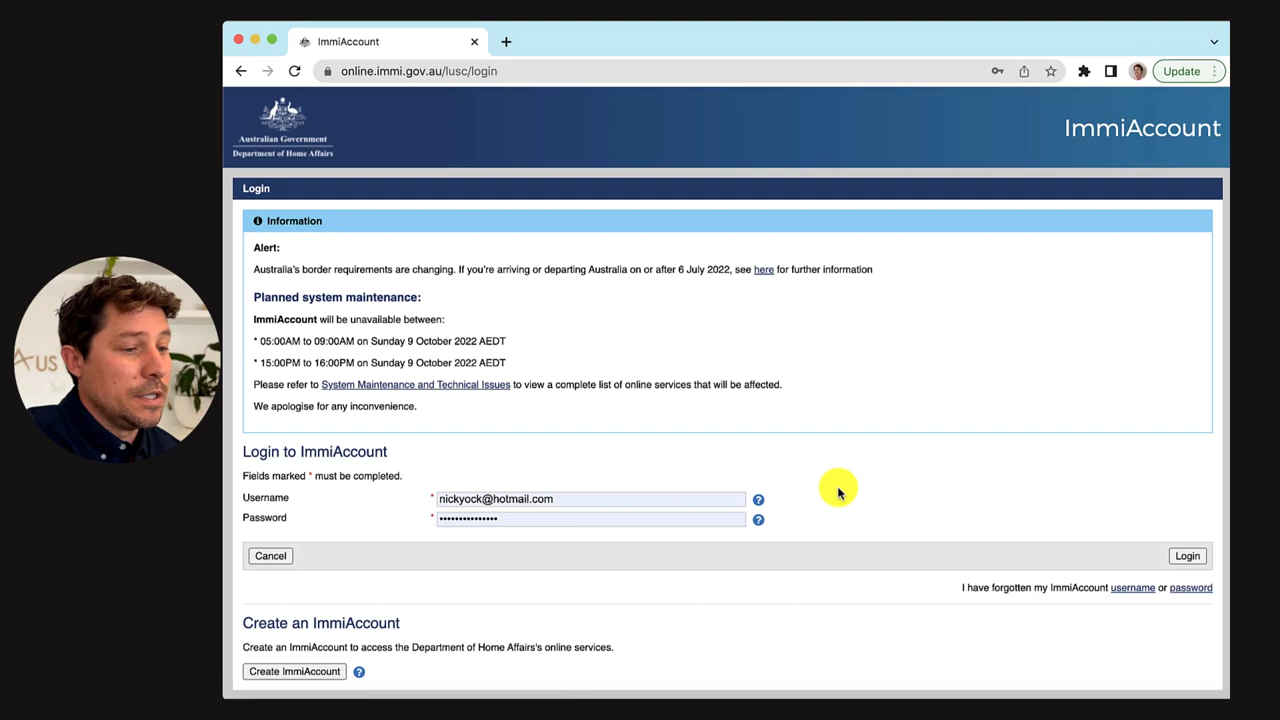 ImmiAccount
online.immi.gov.au/lusc/login
Update
Australian Government
Department of Home Affairs
ImmiAccount
Login
Information
Alert:
Australia's border requirements are changing. If you're arriving or departing Australia on or after 6 July 2022, see here for further information
Planned system maintenance:
ImmiAccount will be unavailable between:
* 05:00AM to 09:00AM on Sunday 9 October 2022 AEDT
* 15:00PM to 16:00PM on Sunday 9 October 2022 AEDT
Please refer to System Maintenance and Technical Issues to view a complete list of online services that will be affected.
We apologise for any inconvenience.
Login to ImmiAccount
Fields marked * must be completed.
Username * nickyock@hotmail.com ?
Password * ••••••••••••••• ?
Cancel Login
I have forgotten my ImmiAccount username or password
Create an ImmiAccount
Create an ImmiAccount to access the Department of Home Affairs's online services.
Create ImmiAccount ?
AUS